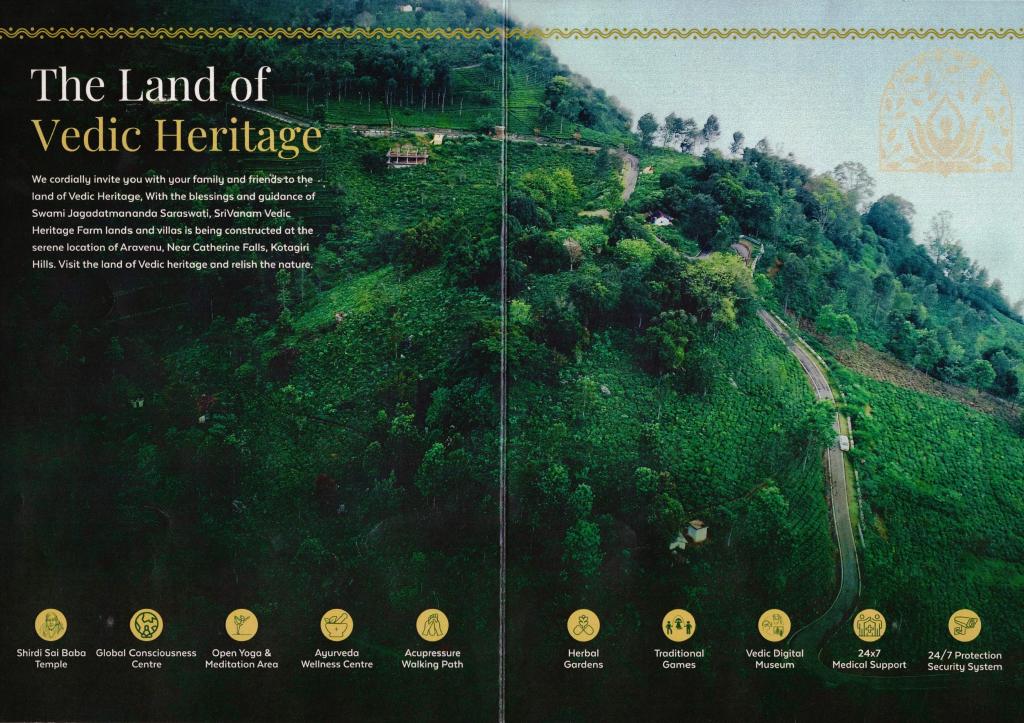 The Land of
Vedic Heritage
We cordially invite you with your family and friends to the
land of Vedic Heritage, With the blessings and guidance of
Swami Jagadatmananda Saraswati, SriVanam Vedic
Heritage Farm lands and villas is being constructed at the
serene location of Aravenu, Near Catherine Falls, Kotagiri
Hills. Visit the land of Vedic heritage and relish the nature.
Shirdi Sai Baba
Temple
Global Consciousness
Centre
Open Yoga &
Meditation Area
Ayurveda
Wellness Centre
Acupressure
Walking Path
Herbal
Gardens
Traditional
Games
Vedic Digital
Museum
24x7
Medical Support
24/7 Protection
Security System